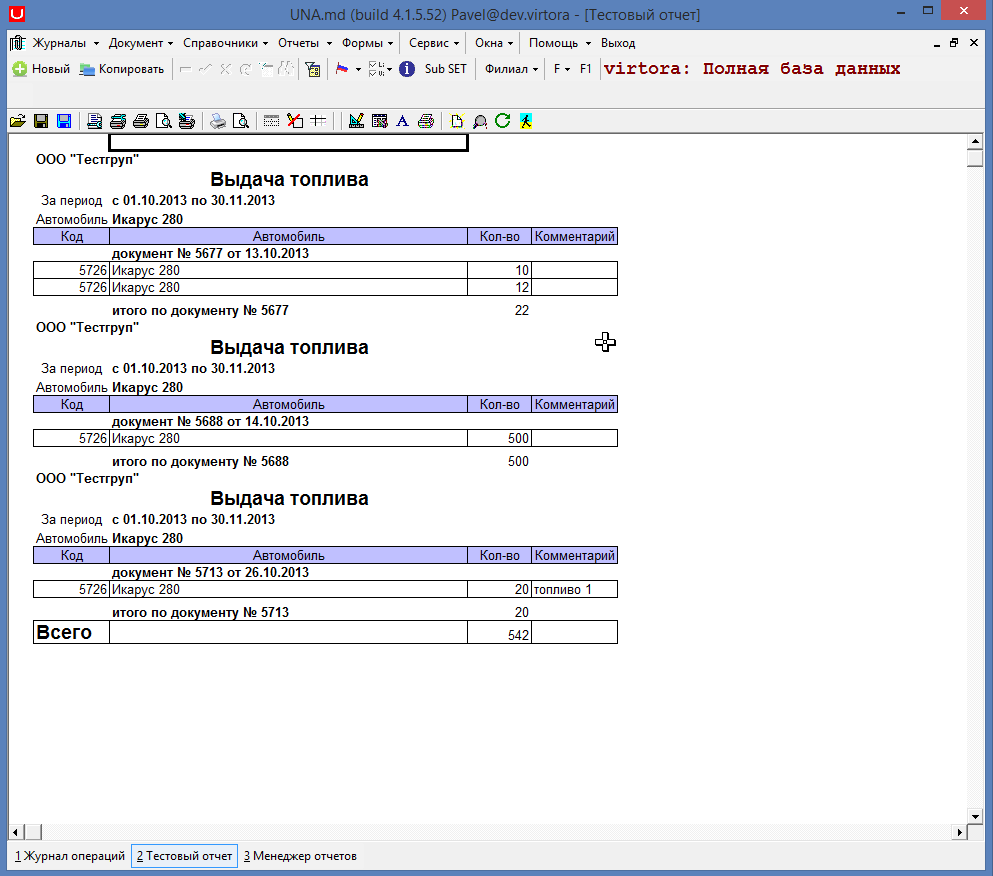 UNA.md (build 4.1.5.52) Pavel@dev.virtora - [Тестовый отчет]
Журналы Документ Справочники Отчеты Формы Сервис Окна Помощь Выход
Новый Копировать Sub SET Филиал F F1 virtora: Полная база данных
ООО "Тестгруп"
Выдача топлива
За период с 01.10.2013 по 30.11.2013
Автомобиль Икарус 280
Код Автомобиль Кол-во Комментарий
документ № 5677 от 13.10.2013
5726 Икарус 280 10
5726 Икарус 280 12
итого по документу № 5677 22
ООО "Тестгруп"
Выдача топлива
За период с 01.10.2013 по 30.11.2013
Автомобиль Икарус 280
Код Автомобиль Кол-во Комментарий
документ № 5688 от 14.10.2013
5726 Икарус 280 500
итого по документу № 5688 500
ООО "Тестгруп"
Выдача топлива
За период с 01.10.2013 по 30.11.2013
Автомобиль Икарус 280
Код Автомобиль Кол-во Комментарий
документ № 5713 от 26.10.2013
5726 Икарус 280 20 топливо 1
итого по документу № 5713 20
Всего 542
1 Журнал операций 2 Тестовый отчет 3 Менеджер отчетов